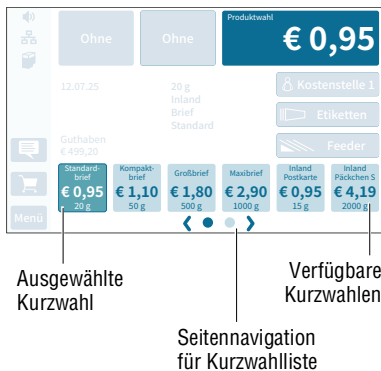 Ohne
Ohne
Produktwahl
€ 0,95
12.07.25
20 g
Inland
Brief
Standard
Kostenstelle 1
Etiketten
Feeder
Guthaben
€ 499,20
Menü
Standard-
brief
€ 0,95
20 g
Kompakt-
brief
€ 1,10
50 g
Großbrief
€ 1,80
500 g
Maxibrief
€ 2,90
1000 g
Inland
Postkarte
€ 0,95
15 g
Inland
Päckchen S
€ 4,19
2000 g
Ausgewählte
Kurzwahl
Verfügbare
Kurzwahlen
Seitennavigation
für Kurzwahlliste